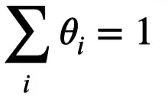 ∑_i θ_i = 1